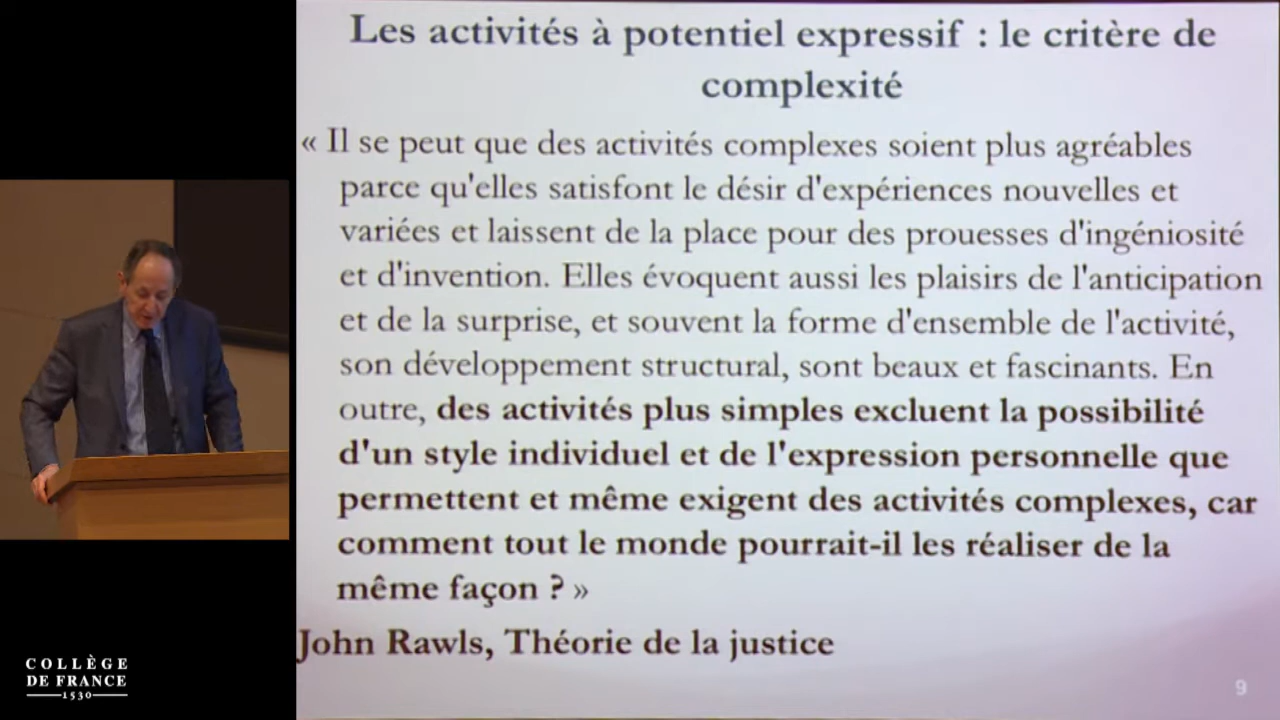 Les activités à potentiel expressif : le critère de
complexité
« Il se peut que des activités complexes soient plus agréables
parce qu'elles satisfont le désir d'expériences nouvelles et
variées et laissent de la place pour des prouesses d'ingéniosité
et d'invention. Elles évoquent aussi les plaisirs de l'anticipation
et de la surprise, et souvent la forme d'ensemble de l'activité,
son développement structural, sont beaux et fascinants. En
outre, des activités plus simples excluent la possibilité
d'un style individuel et de l'expression personnelle que
permettent et même exigent des activités complexes, car
comment tout le monde pourrait-il les réaliser de la
même façon ? »
John Rawls, Théorie de la justice
9
COLLÈGE
DE FRANCE
1530